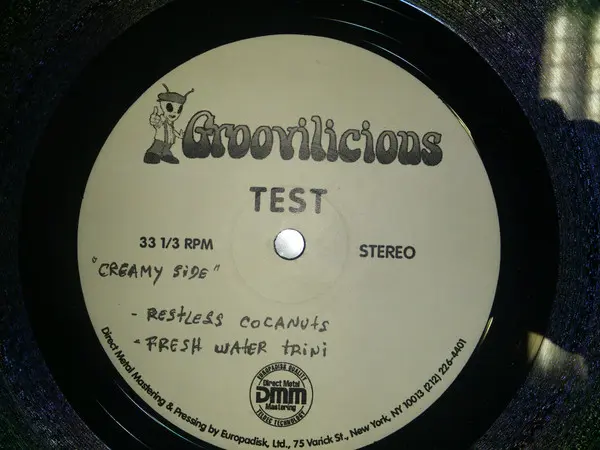 Groovilicious
TEST
33 1/3 RPM
STEREO
"CREAMY SIDE"
- RESTLESS COCANUTS
- FRESH WATER TRINI
EUROPADISK QUALITY
Direct Metal
DMM
Mastering
TELDEC TECHNOLOGY
Direct Metal Mastering & Pressing by Europadisk, Ltd., 75 Varick St., New York, NY 10013 (212) 226-4401